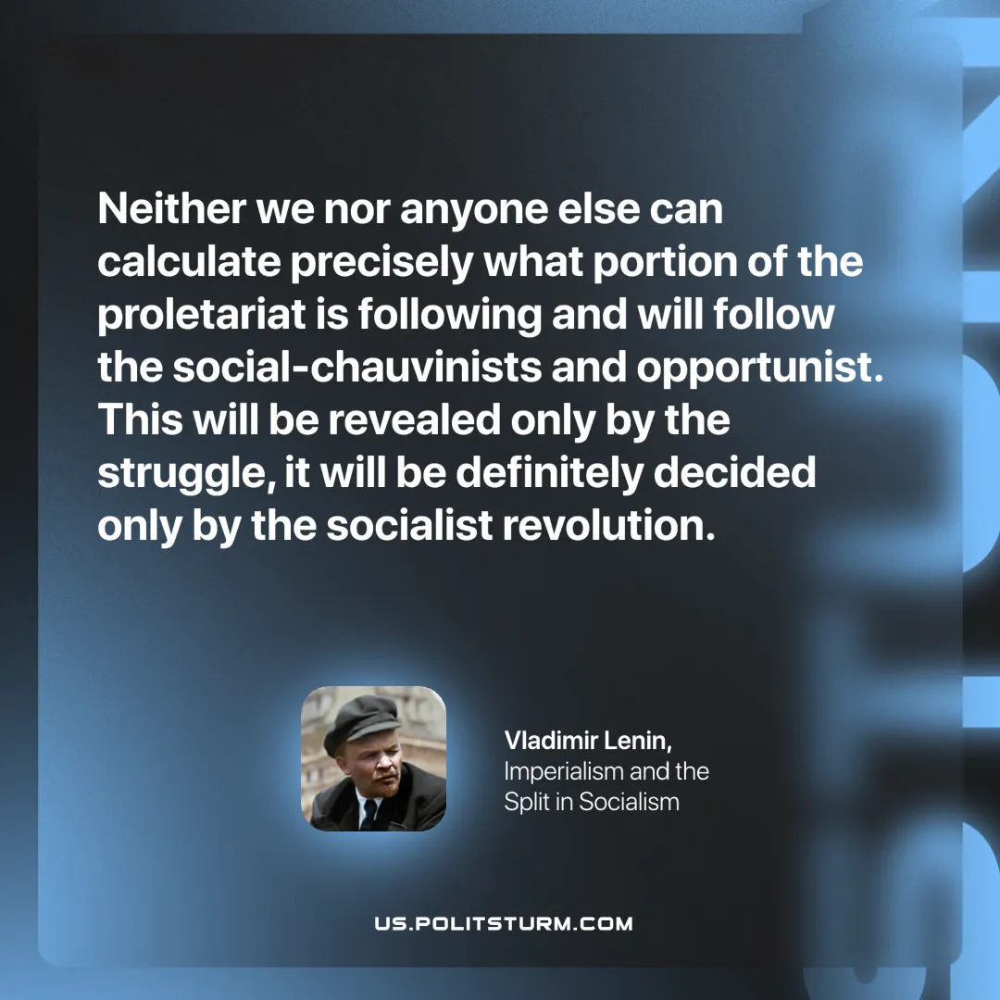 Neither we nor anyone else can
calculate precisely what portion of the
proletariat is following and will follow
the social-chauvinists and opportunist.
This will be revealed only by the
struggle, it will be definitely decided
only by the socialist revolution.
Vladimir Lenin,
Imperialism and the
Split in Socialism
US.POLITSTURM.COM